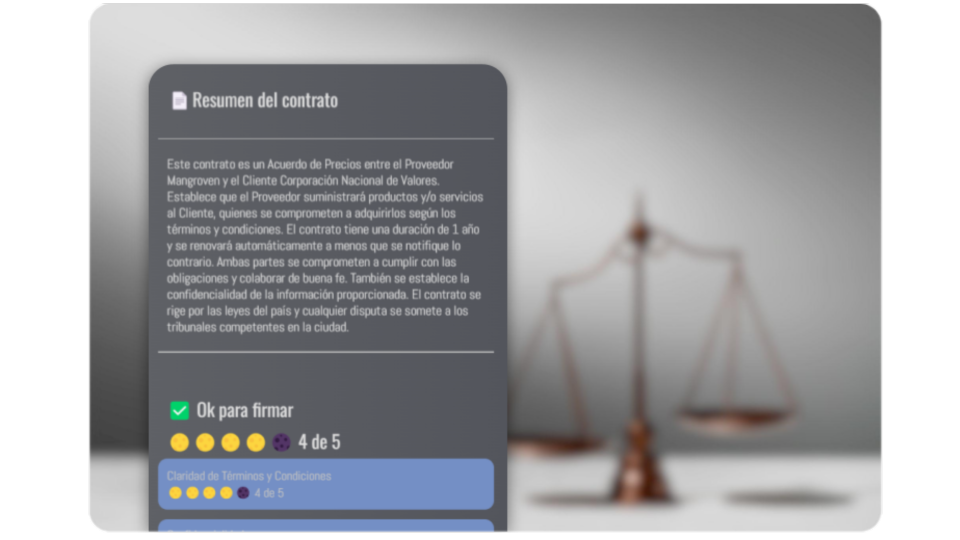 Resumen del contrato
Este contrato es un Acuerdo de Precios entre el Proveedor
Mangroven y el Cliente Corporación Nacional de Valores.
Establece que el Proveedor suministrará productos y/o servicios
al Cliente, quienes se comprometen a adquirirlos según los
términos y condiciones. El contrato tiene una duración de 1 año
y se renovará automáticamente a menos que se notifique lo
contrario. Ambas partes se comprometen a cumplir con las
obligaciones y colaborar de buena fe. También se establece la
confidencialidad de la información proporcionada. El contrato se
rige por las leyes del país y cualquier disputa se somete a los
tribunales competentes en la ciudad.
Ok para firmar
4 de 5
Claridad de Términos y Condiciones
4 de 5